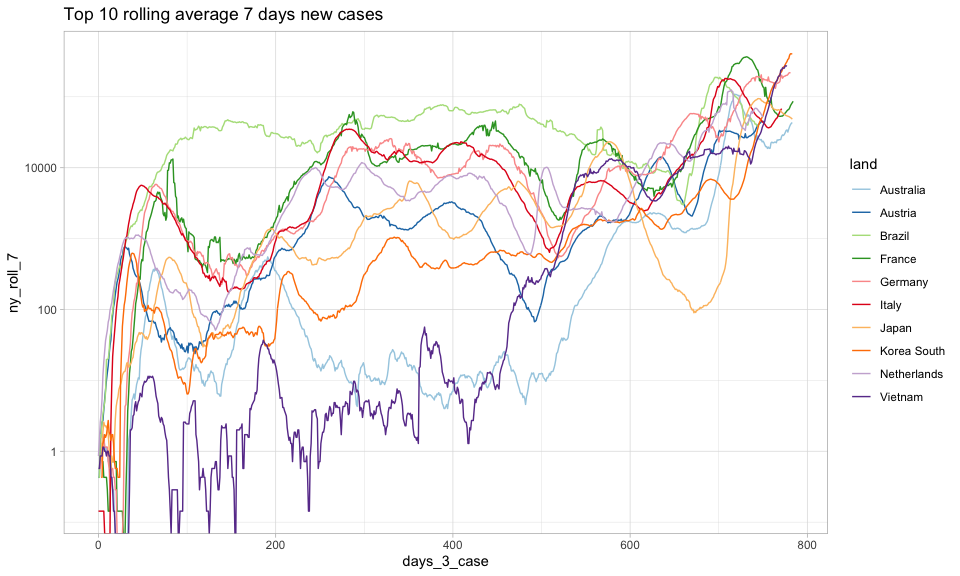 Top 10 rolling average 7 days new cases
ny_roll_7
10000
100
1
0 200 400 600 800
days_3_case
land
Australia
Austria
Brazil
France
Germany
Italy
Japan
Korea South
Netherlands
Vietnam